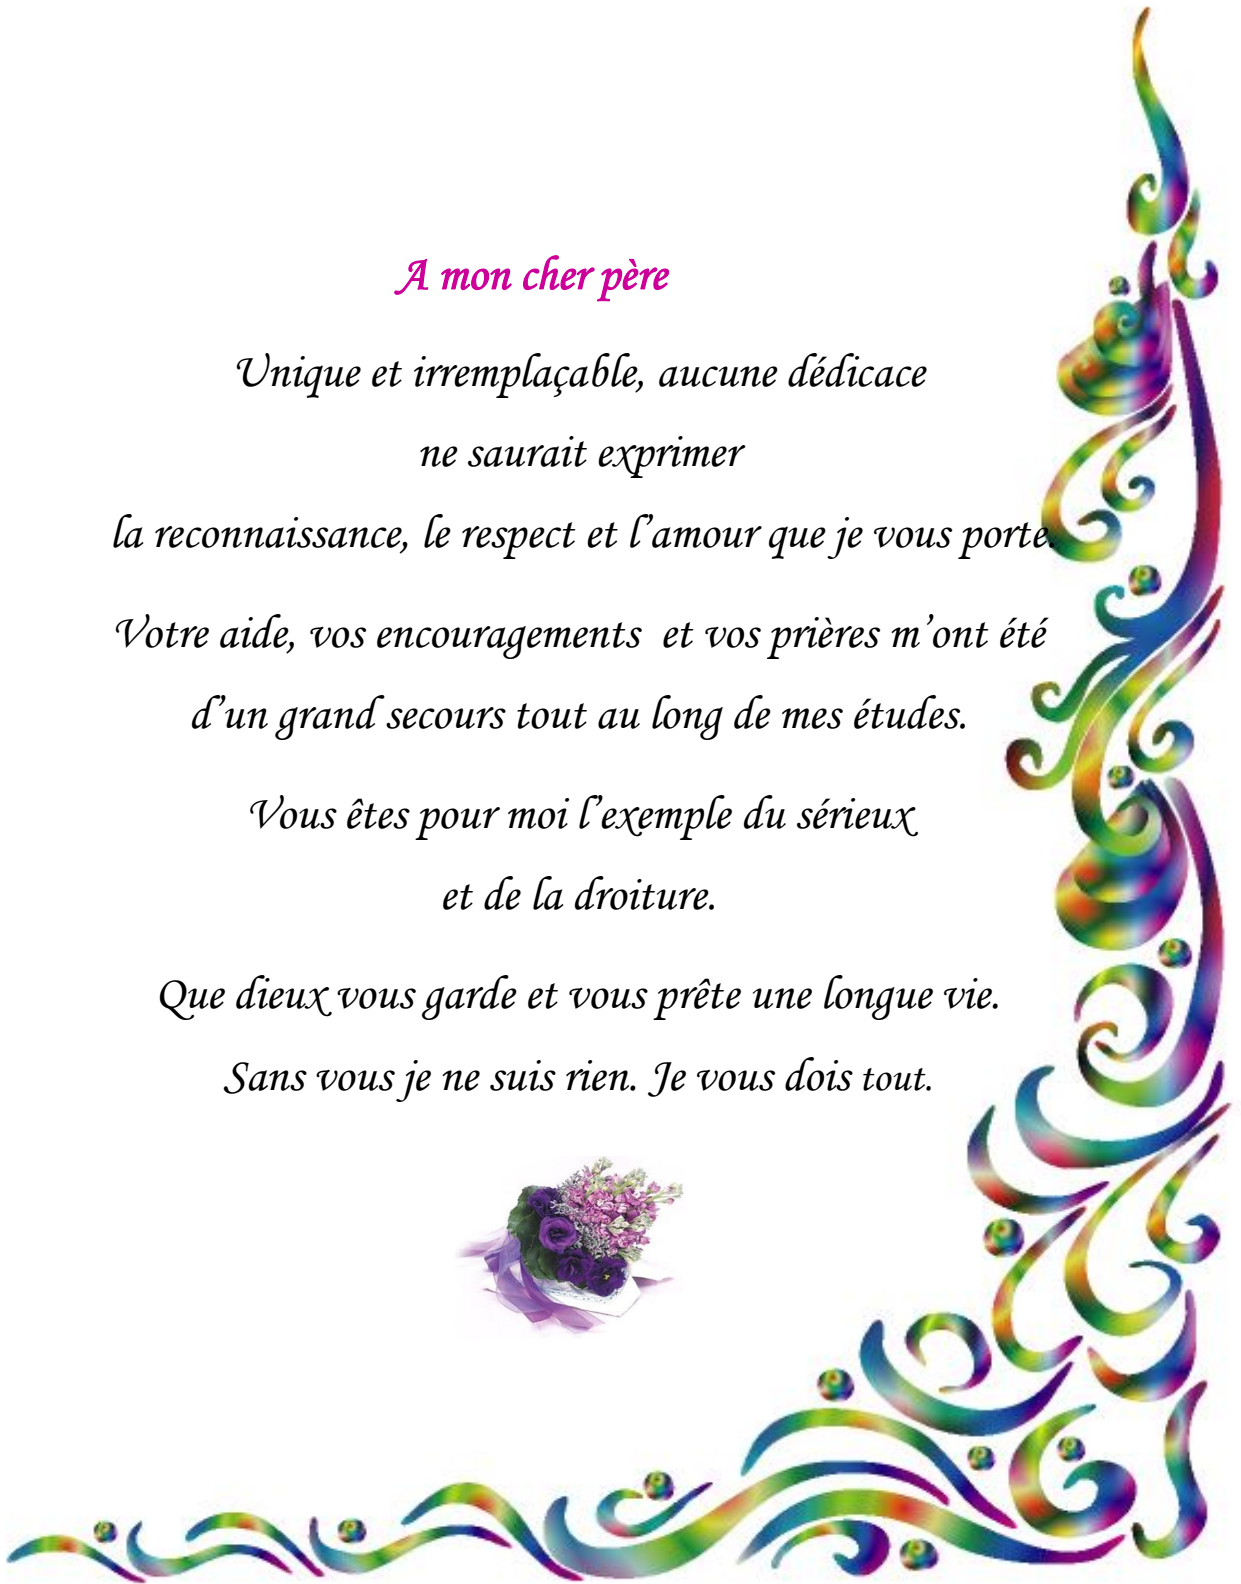 A mon cher père
Unique et irremplaçable, aucune dédicace
ne saurait exprimer
la reconnaissance, le respect et l’amour que je vous porte.
Votre aide, vos encouragements et vos prières m’ont été
d’un grand secours tout au long de mes études.
Vous êtes pour moi l’exemple du sérieux
et de la droiture.
Que dieux vous garde et vous prête une longue vie.
Sans vous je ne suis rien. Je vous dois tout.